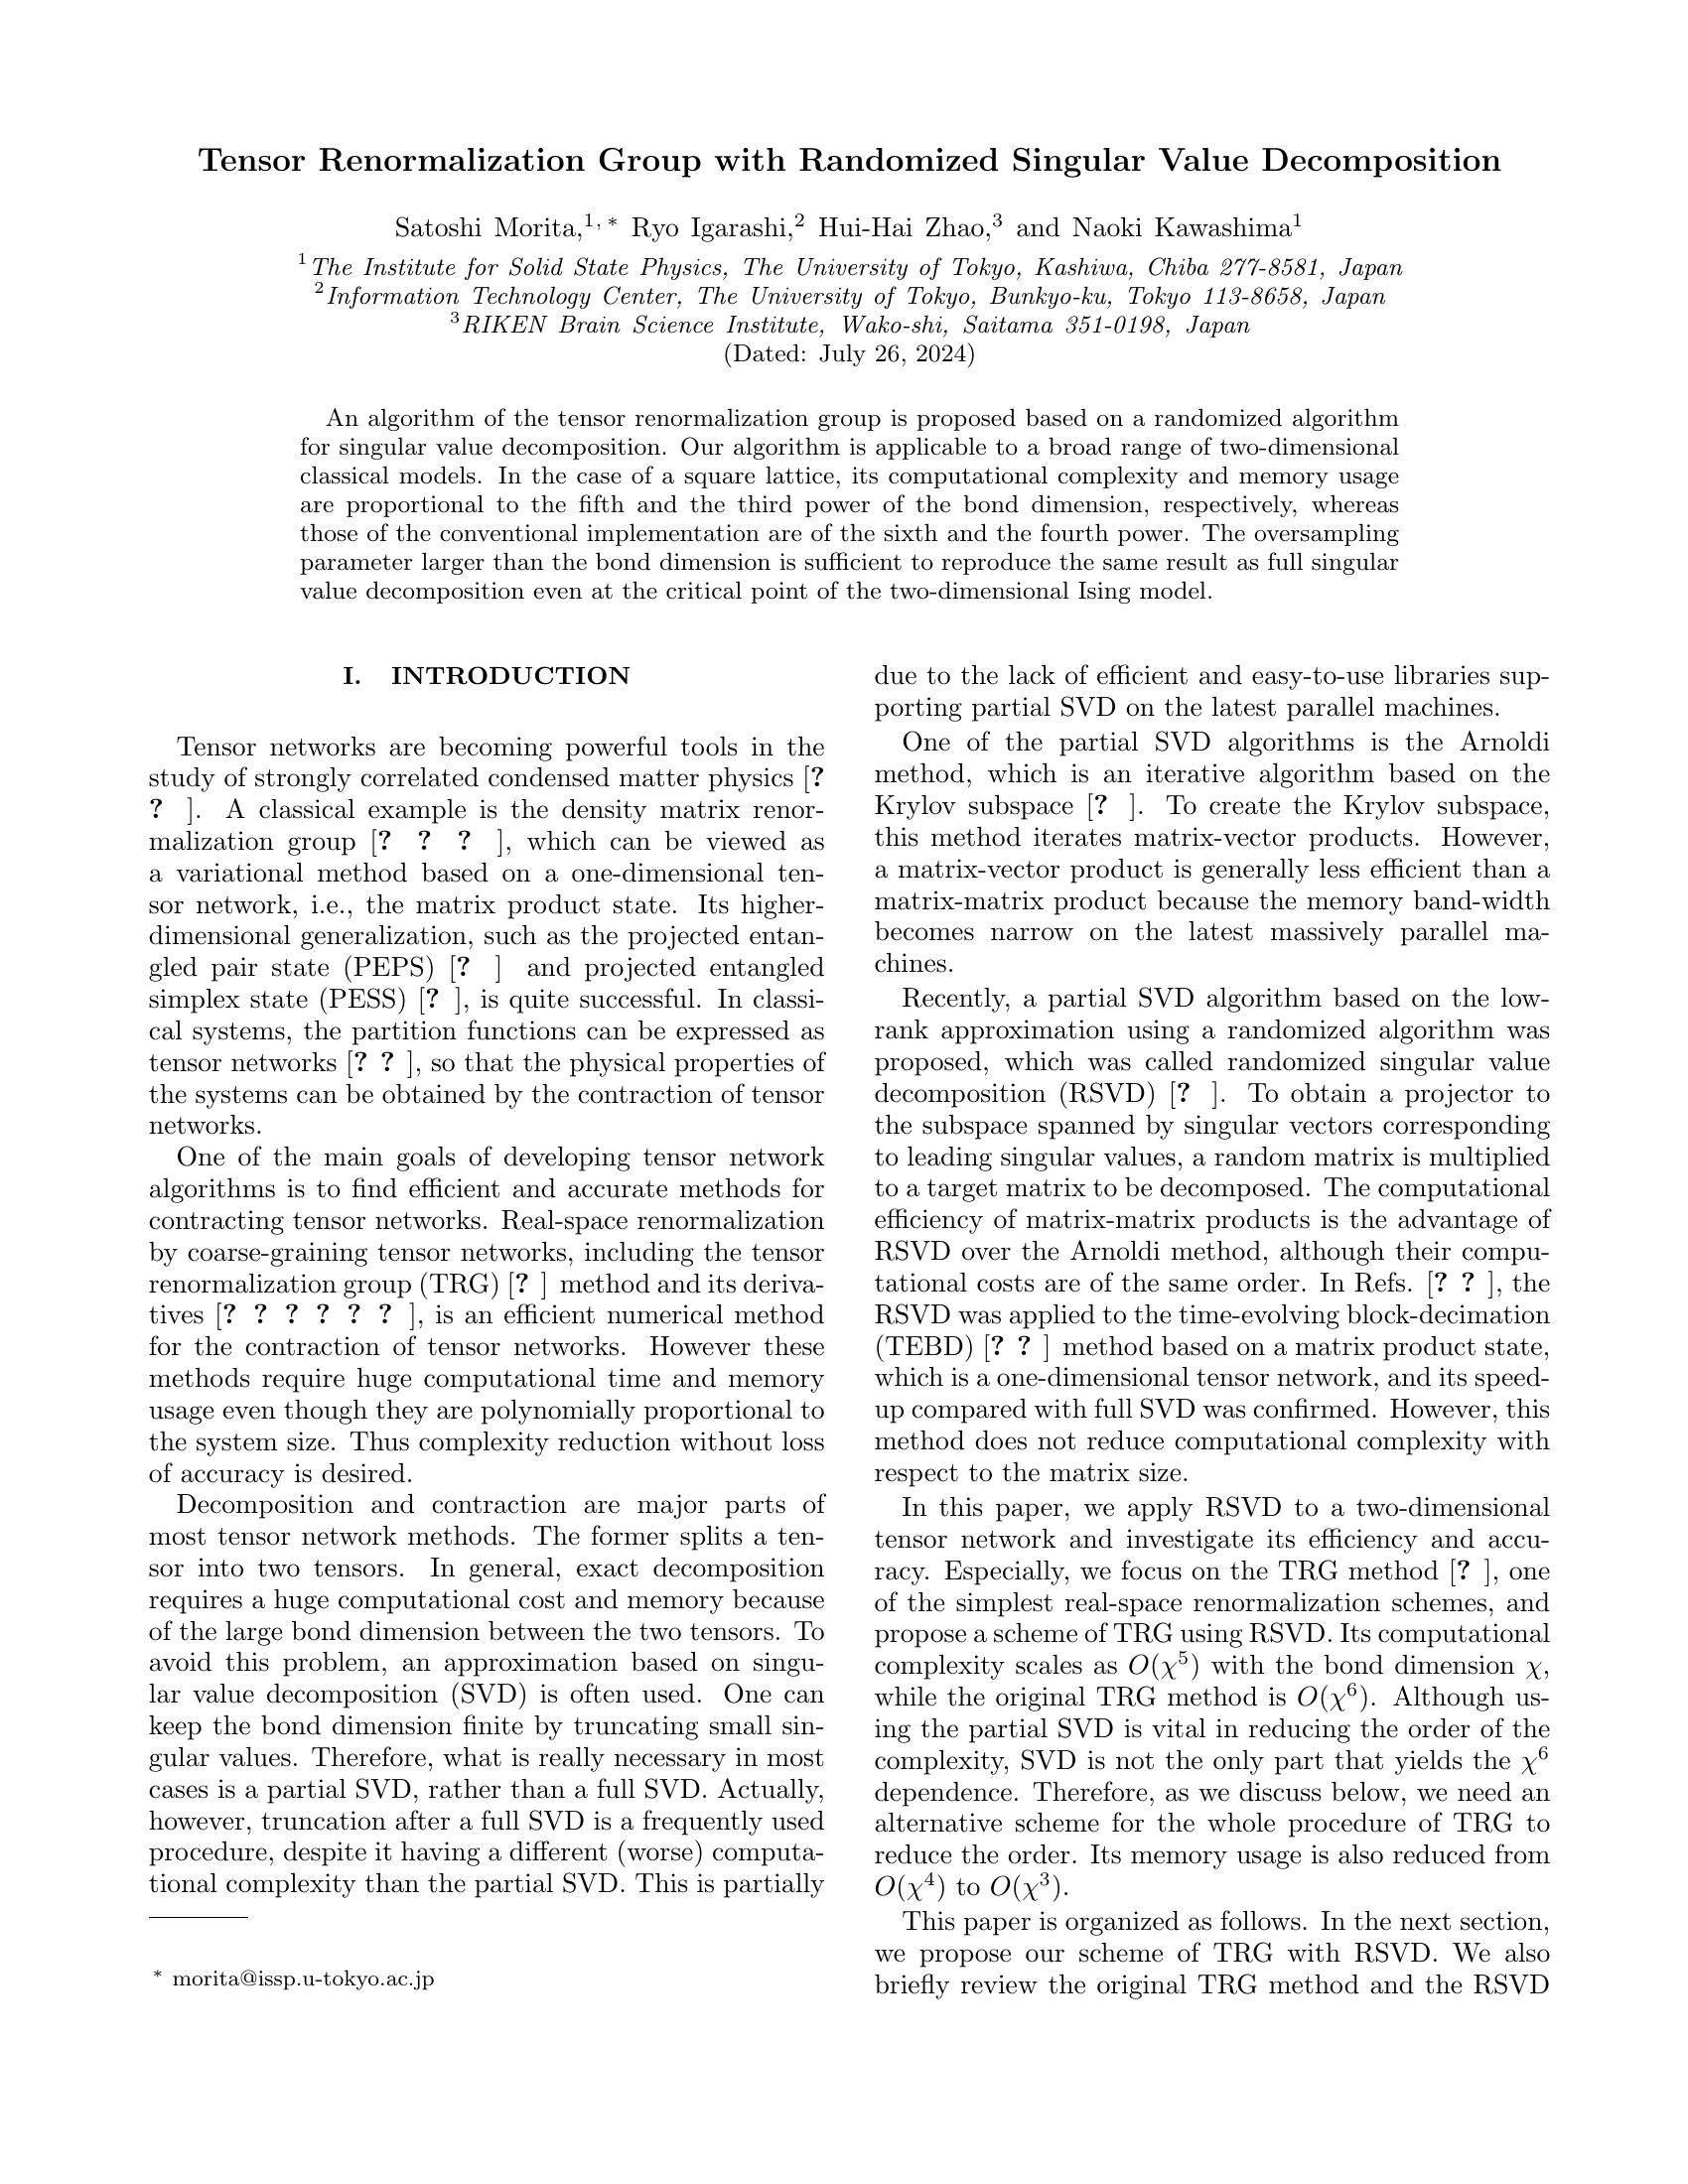 Tensor Renormalization Group with Randomized Singular Value Decomposition
Satoshi Morita,1, * Ryo Igarashi,2 Hui-Hai Zhao,3 and Naoki Kawashima1
1The Institute for Solid State Physics, The University of Tokyo, Kashiwa, Chiba 277-8581, Japan
2Information Technology Center, The University of Tokyo, Bunkyo-ku, Tokyo 113-8658, Japan
3RIKEN Brain Science Institute, Wako-shi, Saitama 351-0198, Japan
(Dated: July 26, 2024)
An algorithm of the tensor renormalization group is proposed based on a randomized algorithm
for singular value decomposition. Our algorithm is applicable to a broad range of two-dimensional
classical models. In the case of a square lattice, its computational complexity and memory usage
are proportional to the fifth and the third power of the bond dimension, respectively, whereas
those of the conventional implementation are of the sixth and the fourth power. The oversampling
parameter larger than the bond dimension is sufficient to reproduce the same result as full singular
value decomposition even at the critical point of the two-dimensional Ising model.
I. INTRODUCTION
Tensor networks are becoming powerful tools in the
study of strongly correlated condensed matter physics [?
? ]. A classical example is the density matrix renor-
malization group [? ? ? ], which can be viewed as
a variational method based on a one-dimensional ten-
sor network, i.e., the matrix product state. Its higher-
dimensional generalization, such as the projected entan-
gled pair state (PEPS) [? ] and projected entangled
simplex state (PESS) [? ], is quite successful. In classi-
cal systems, the partition functions can be expressed as
tensor networks [? ? ], so that the physical properties of
the systems can be obtained by the contraction of tensor
networks.
One of the main goals of developing tensor network
algorithms is to find efficient and accurate methods for
contracting tensor networks. Real-space renormalization
by coarse-graining tensor networks, including the tensor
renormalization group (TRG) [? ] method and its deriva-
tives [? ? ? ? ? ? ], is an efficient numerical method
for the contraction of tensor networks. However these
methods require huge computational time and memory
usage even though they are polynomially proportional to
the system size. Thus complexity reduction without loss
of accuracy is desired.
Decomposition and contraction are major parts of
most tensor network methods. The former splits a ten-
sor into two tensors. In general, exact decomposition
requires a huge computational cost and memory because
of the large bond dimension between the two tensors. To
avoid this problem, an approximation based on singu-
lar value decomposition (SVD) is often used. One can
keep the bond dimension finite by truncating small sin-
gular values. Therefore, what is really necessary in most
cases is a partial SVD, rather than a full SVD. Actually,
however, truncation after a full SVD is a frequently used
procedure, despite it having a different (worse) computa-
tional complexity than the partial SVD. This is partially
* morita@issp.u-tokyo.ac.jp
due to the lack of efficient and easy-to-use libraries sup-
porting partial SVD on the latest parallel machines.
One of the partial SVD algorithms is the Arnoldi
method, which is an iterative algorithm based on the
Krylov subspace [? ]. To create the Krylov subspace,
this method iterates matrix-vector products. However,
a matrix-vector product is generally less efficient than a
matrix-matrix product because the memory band-width
becomes narrow on the latest massively parallel ma-
chines.
Recently, a partial SVD algorithm based on the low-
rank approximation using a randomized algorithm was
proposed, which was called randomized singular value
decomposition (RSVD) [? ]. To obtain a projector to
the subspace spanned by singular vectors corresponding
to leading singular values, a random matrix is multiplied
to a target matrix to be decomposed. The computational
efficiency of matrix-matrix products is the advantage of
RSVD over the Arnoldi method, although their compu-
tational costs are of the same order. In Refs. [? ? ], the
RSVD was applied to the time-evolving block-decimation
(TEBD) [? ? ] method based on a matrix product state,
which is a one-dimensional tensor network, and its speed-
up compared with full SVD was confirmed. However, this
method does not reduce computational complexity with
respect to the matrix size.
In this paper, we apply RSVD to a two-dimensional
tensor network and investigate its efficiency and accu-
racy. Especially, we focus on the TRG method [? ], one
of the simplest real-space renormalization schemes, and
propose a scheme of TRG using RSVD. Its computational
complexity scales as O(χ5) with the bond dimension χ,
while the original TRG method is O(χ6). Although us-
ing the partial SVD is vital in reducing the order of the
complexity, SVD is not the only part that yields the χ6
dependence. Therefore, as we discuss below, we need an
alternative scheme for the whole procedure of TRG to
reduce the order. Its memory usage is also reduced from
O(χ4) to O(χ3).
This paper is organized as follows. In the next section,
we propose our scheme of TRG with RSVD. We also
briefly review the original TRG method and the RSVD